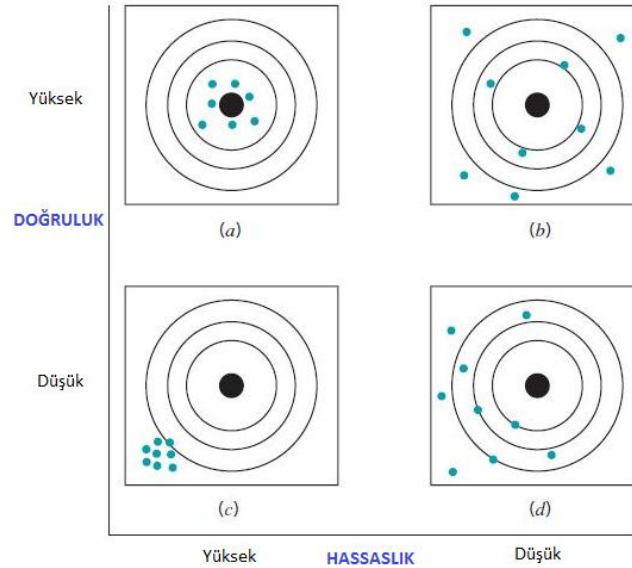 Yüksek
DOĞRULUK
(a)
(b)
Düşük
(c)
(d)
Yüksek
HASSASLIK
Düşük